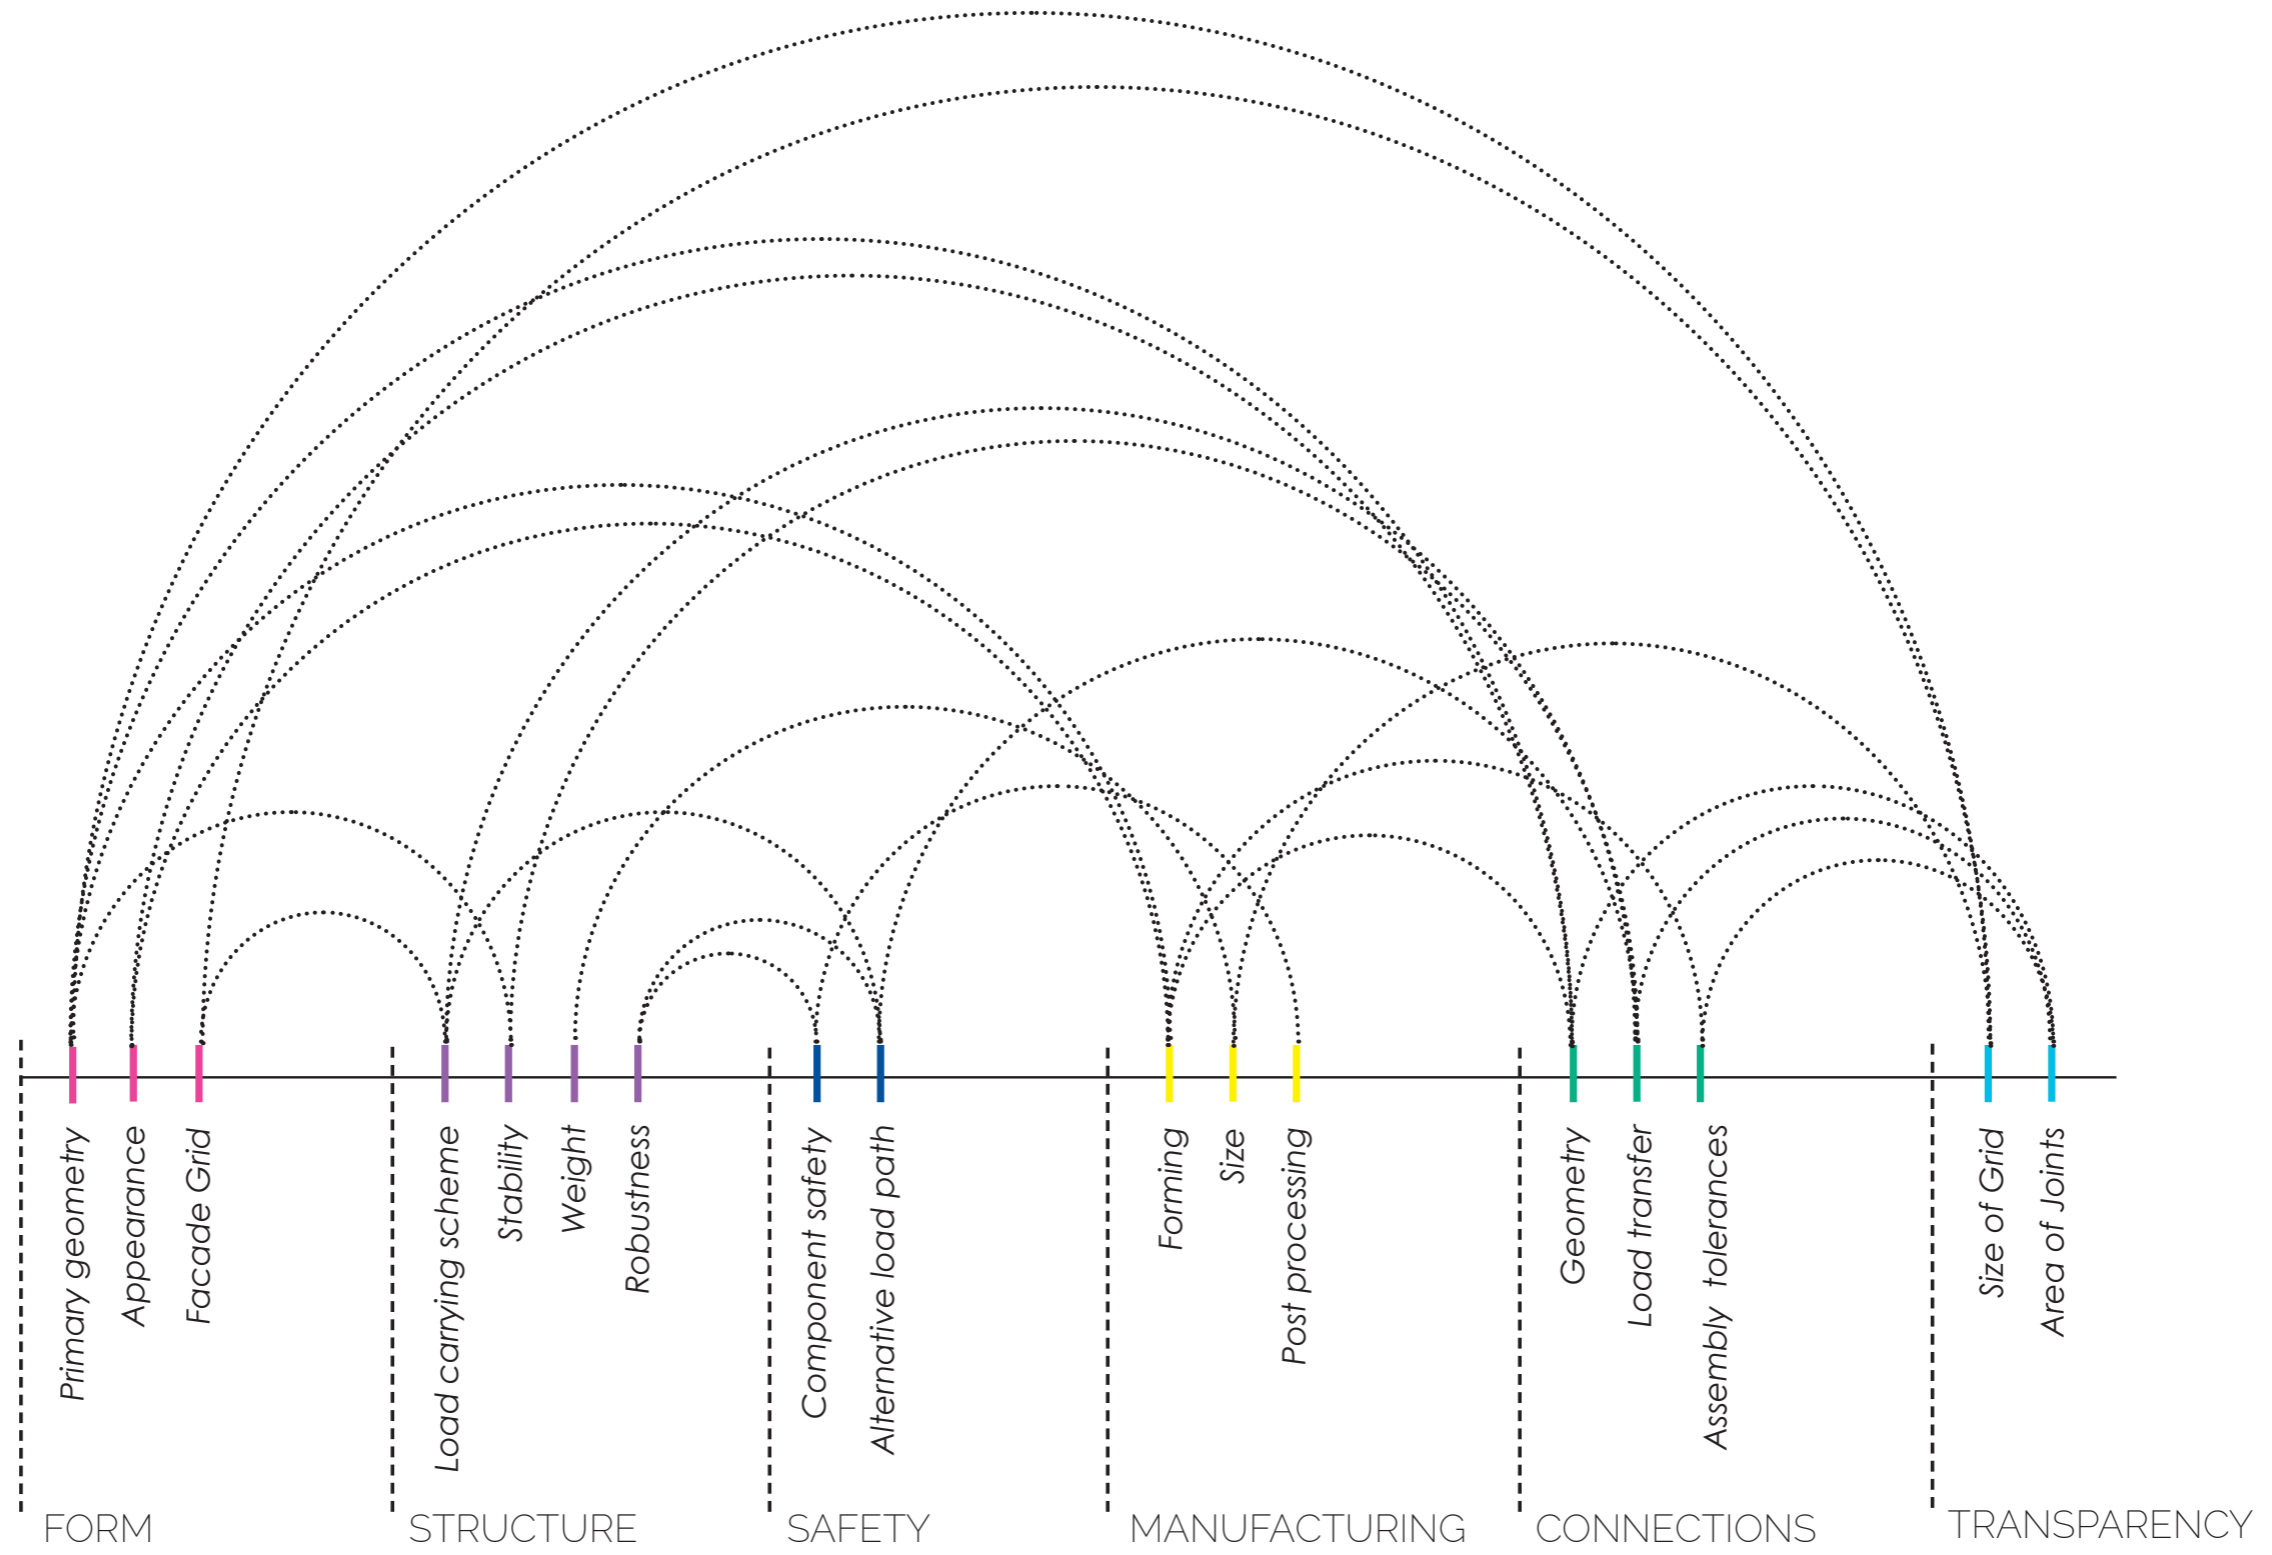 Primary geometry
Appearance
Facade Grid
Load carrying scheme
Stability
Weight
Robustness
Component safety
Alternative load path
Forming
Size
Post processing
Geometry
Load transfer
Assembly tolerances
Size of Grid
Area of Joints
FORM
STRUCTURE
SAFETY
MANUFACTURING
CONNECTIONS
TRANSPARENCY